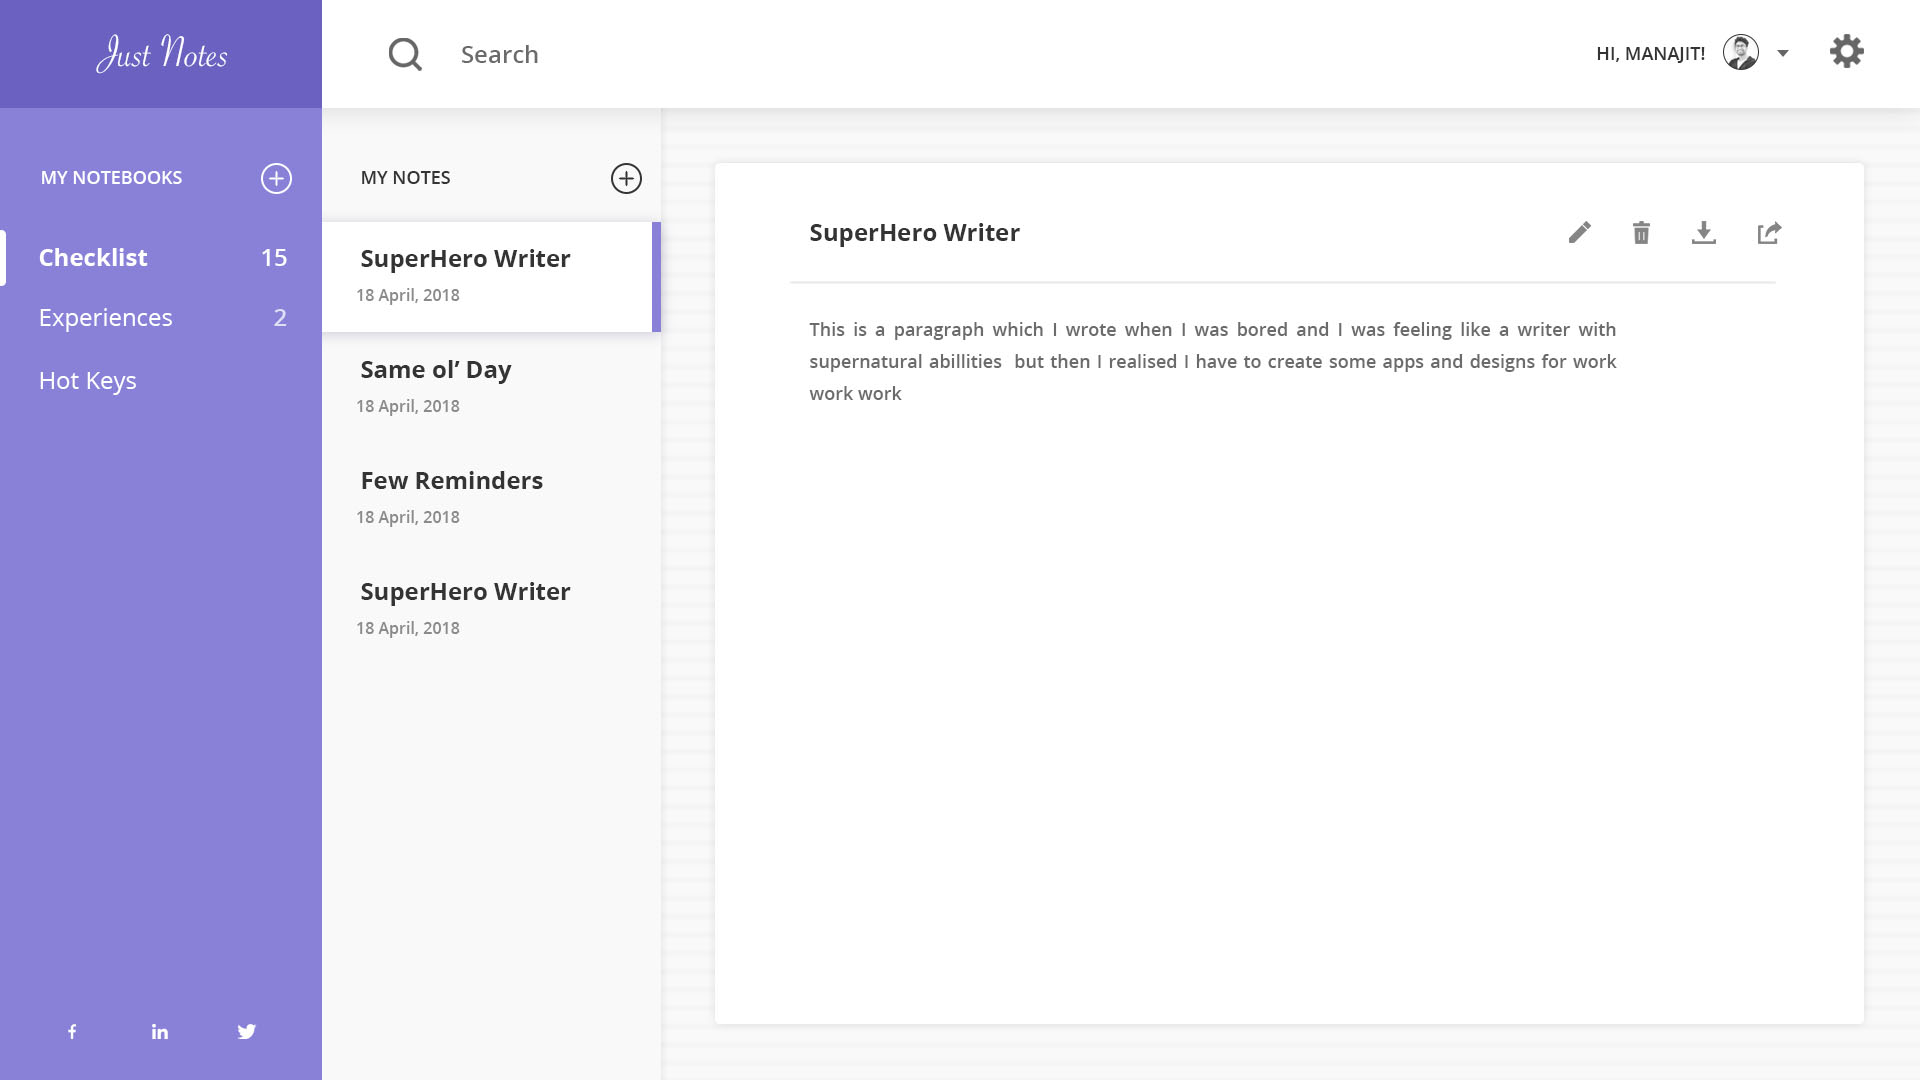 Just Notes
Search
HI, MANAJIT!
MY NOTEBOOKS
Checklist 15
Experiences 2
Hot Keys
f
in
MY NOTES
SuperHero Writer
18 April, 2018
Same ol’ Day
18 April, 2018
Few Reminders
18 April, 2018
SuperHero Writer
18 April, 2018
SuperHero Writer
This is a paragraph which I wrote when I was bored and I was feeling like a writer with
supernatural abillities  but then I realised I have to create some apps and designs for work
work work